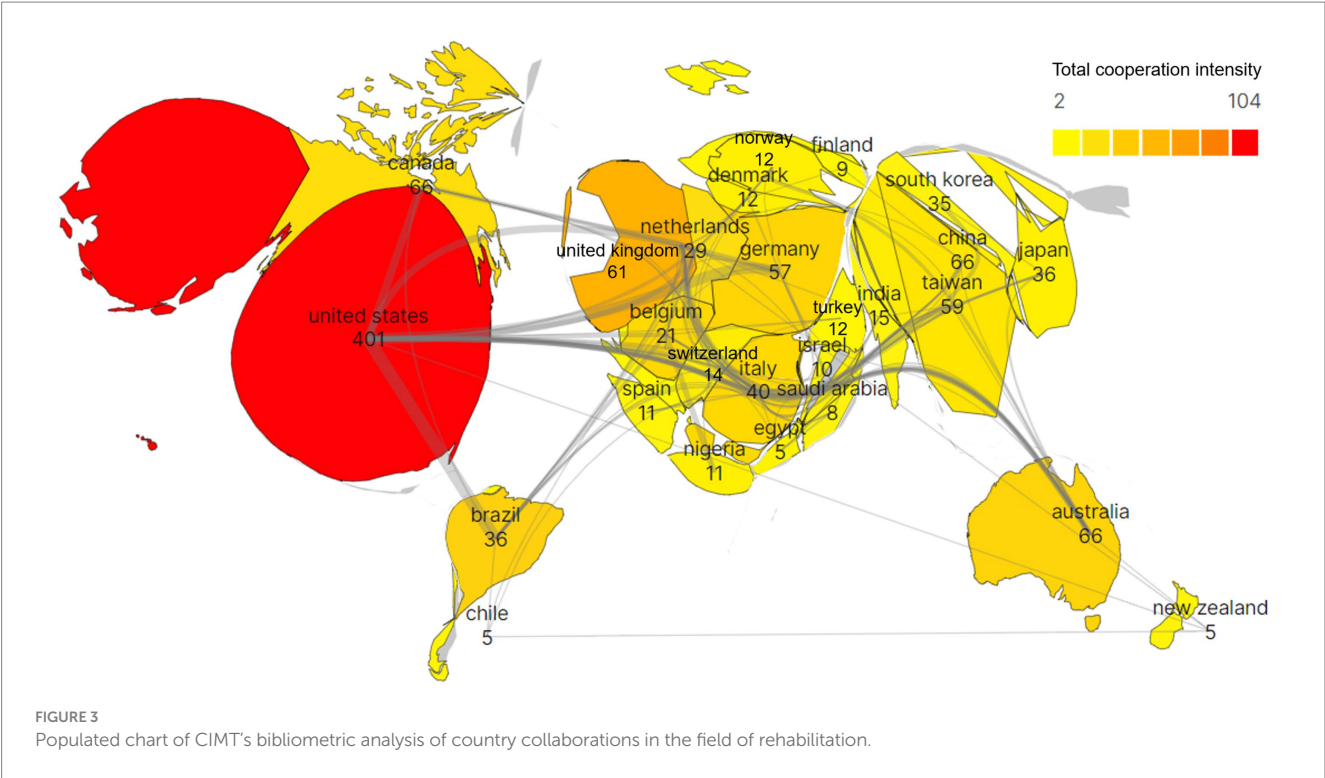 Total cooperation intensity
2 104
norway
12
finland
9
denmark
12
canada
66
south korea
35
netherlands
29
united kingdom
61
germany
57
china
66
japan
36
taiwan
59
india
15
turkey
12
belgium
21
united states
401
israel
10
switzerland
14
italy
40
saudi arabia
8
spain
11
egypt
5
nigeria
11
brazil
36
australia
66
chile
5
new zealand
5
FIGURE 3
Populated chart of CIMT's bibliometric analysis of country collaborations in the field of rehabilitation.